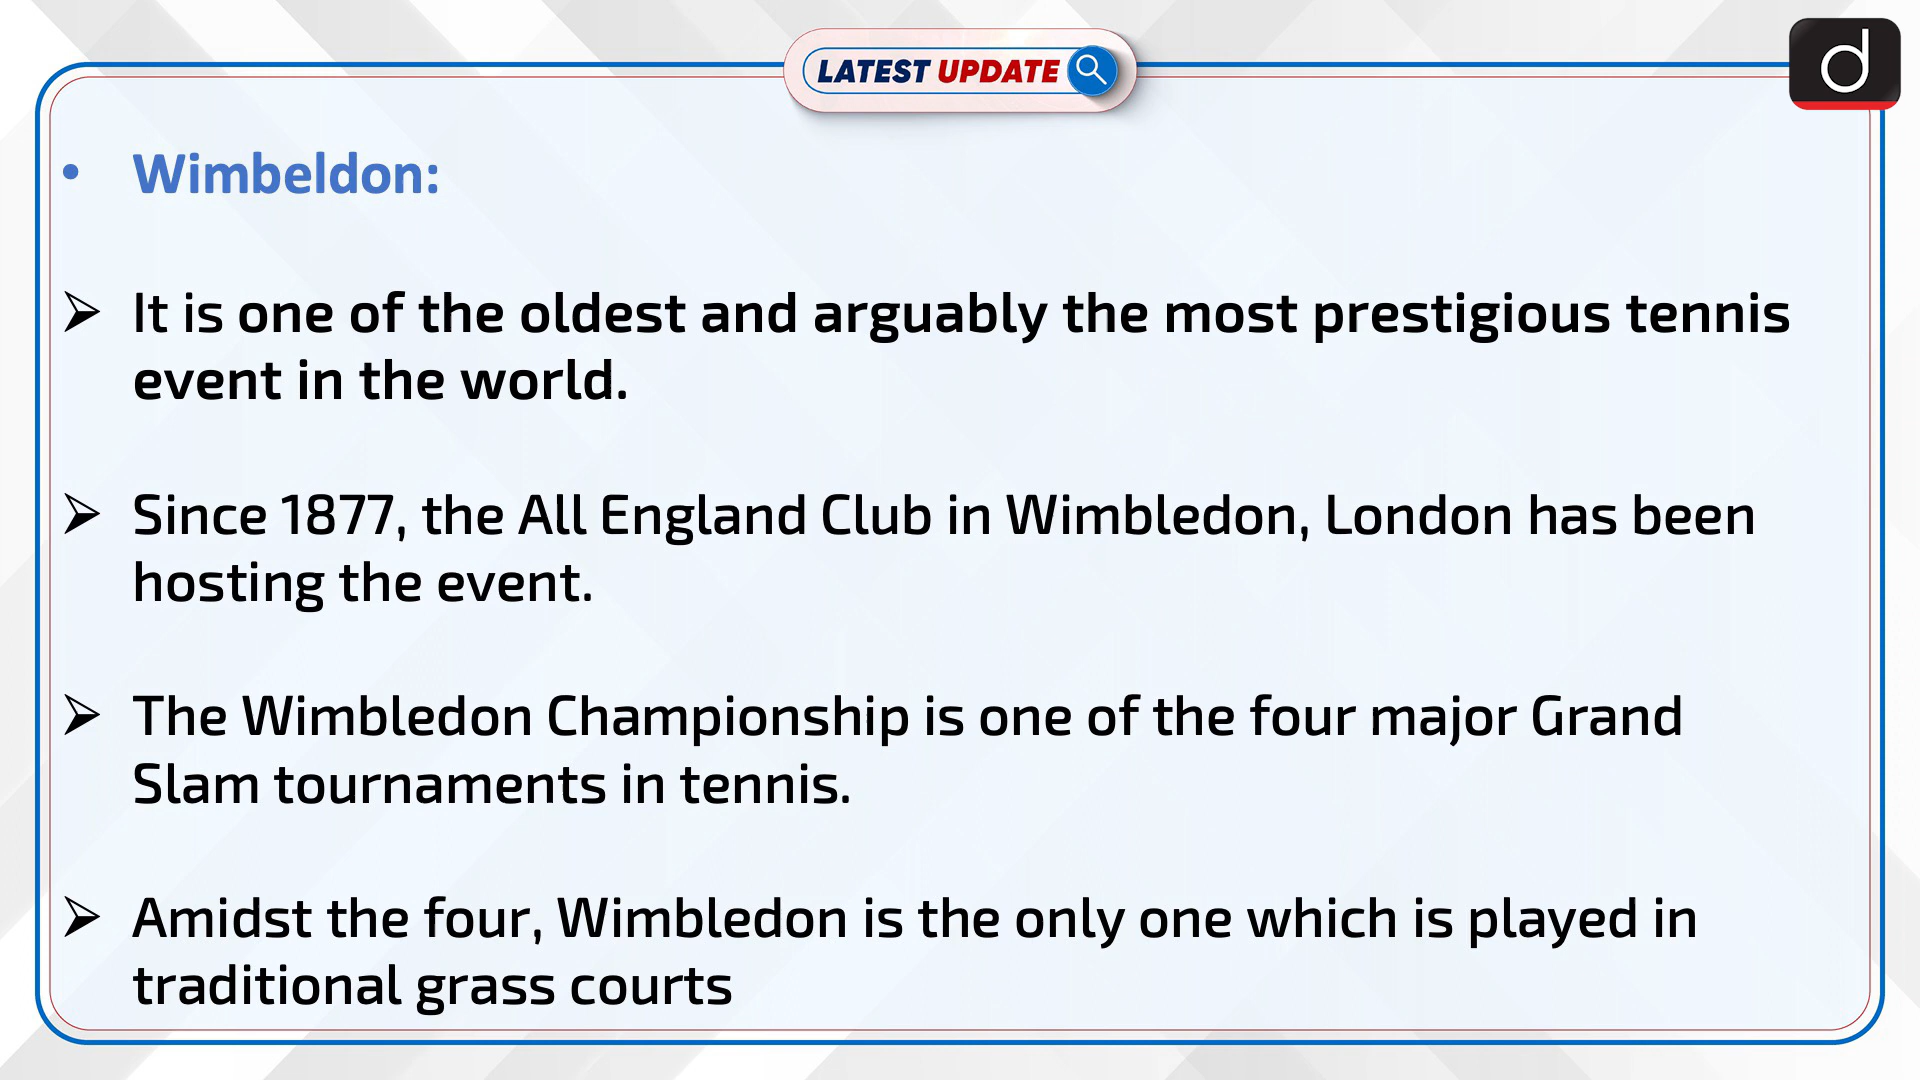 LATEST UPDATE
d
• Wimbeldon:
➢ It is one of the oldest and arguably the most prestigious tennis
event in the world.
➢ Since 1877, the All England Club in Wimbledon, London has been
hosting the event.
➢ The Wimbledon Championship is one of the four major Grand
Slam tournaments in tennis.
➢ Amidst the four, Wimbledon is the only one which is played in
traditional grass courts